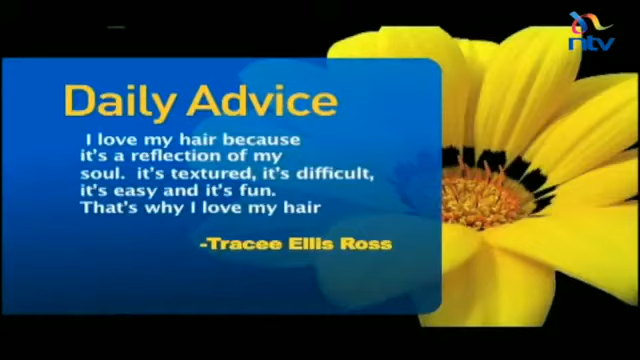 ntv
Daily Advice
I love my hair because
it's a reflection of my
soul. it's textured, it's difficult,
it's easy and it's fun.
That's why I love my hair
-Tracee Ellis Ross